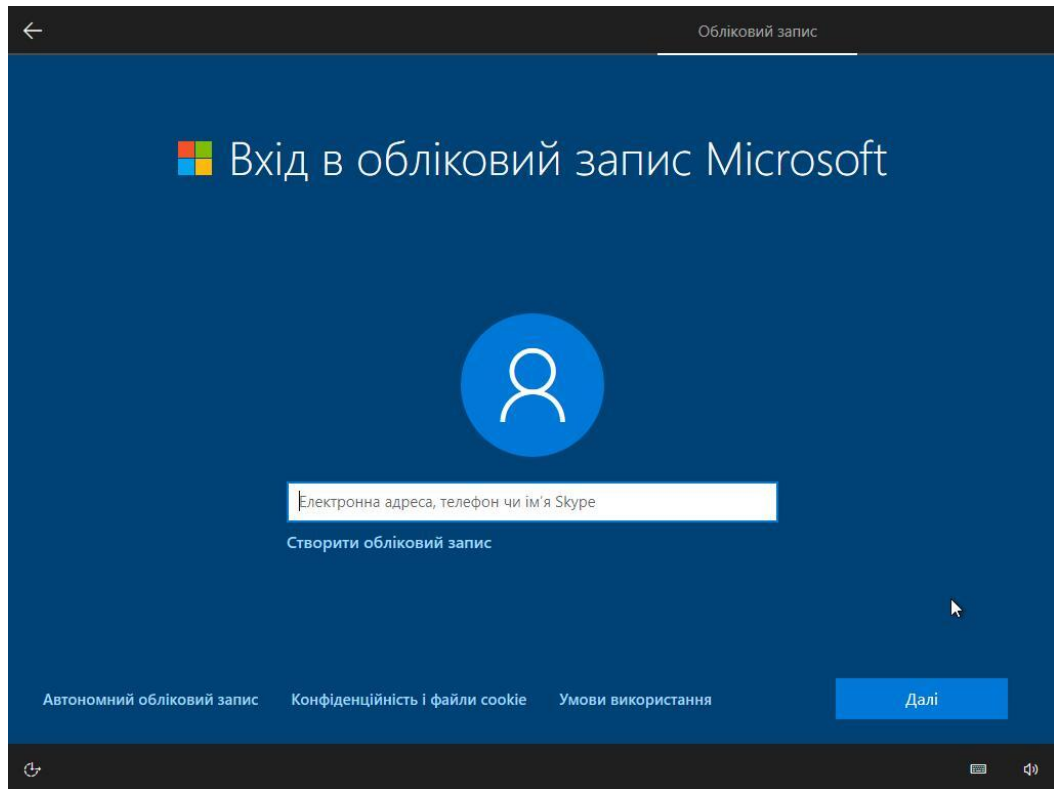 Обліковий запис
Вхід в обліковий запис Microsoft
Електронна адреса, телефон чи ім'я Skype
Створити обліковий запис
Автономний обліковий запис Конфіденційність і файли cookie Умови використання Далі